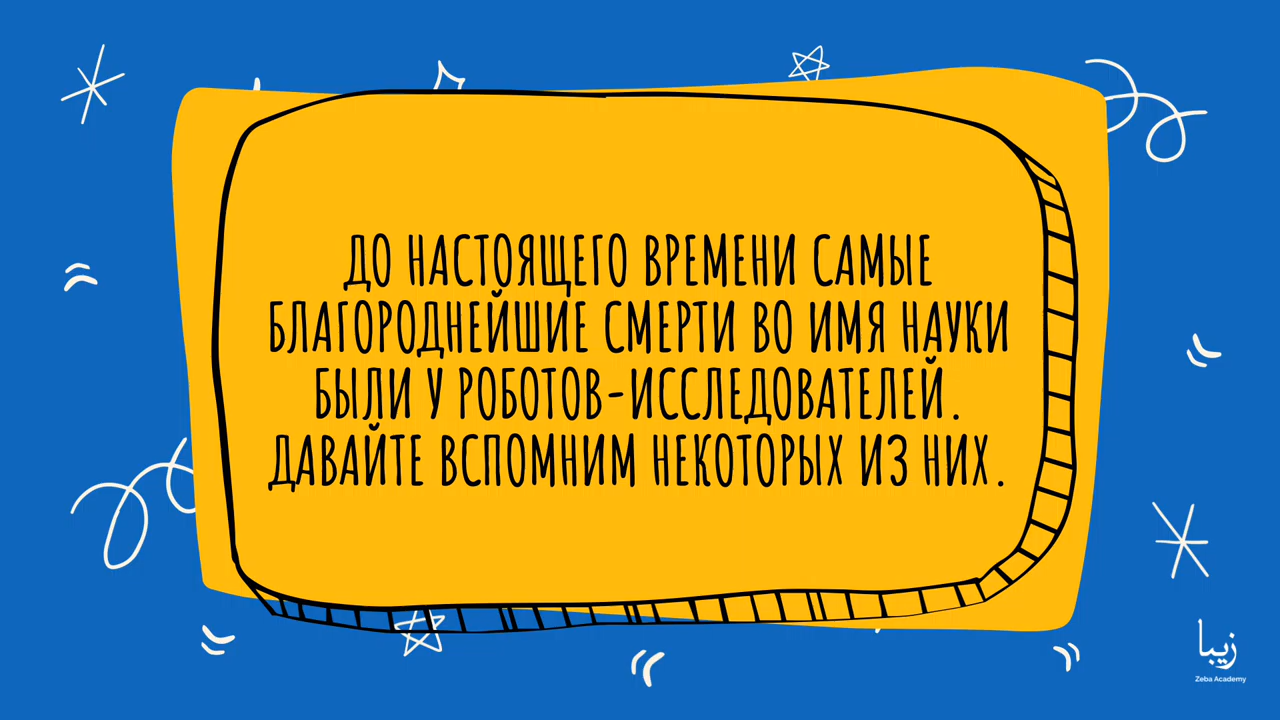 ДО НАСТОЯЩЕГО ВРЕМЕНИ САМЫЕ
БЛАГОРОДНЕЙШИЕ СМЕРТИ ВО ИМЯ НАУКИ
БЫЛИ У РОБОТОВ-ИССЛЕДОВАТЕЛЕЙ.
ДАВАЙТЕ ВСПОМНИМ НЕКОТОРЫХ ИЗ НИХ.
زیبا
Zeba Academy